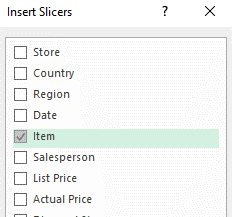 Insert Slicers ? ×
Store
Country
Region
Date
Item
Salesperson
List Price
Actual Price